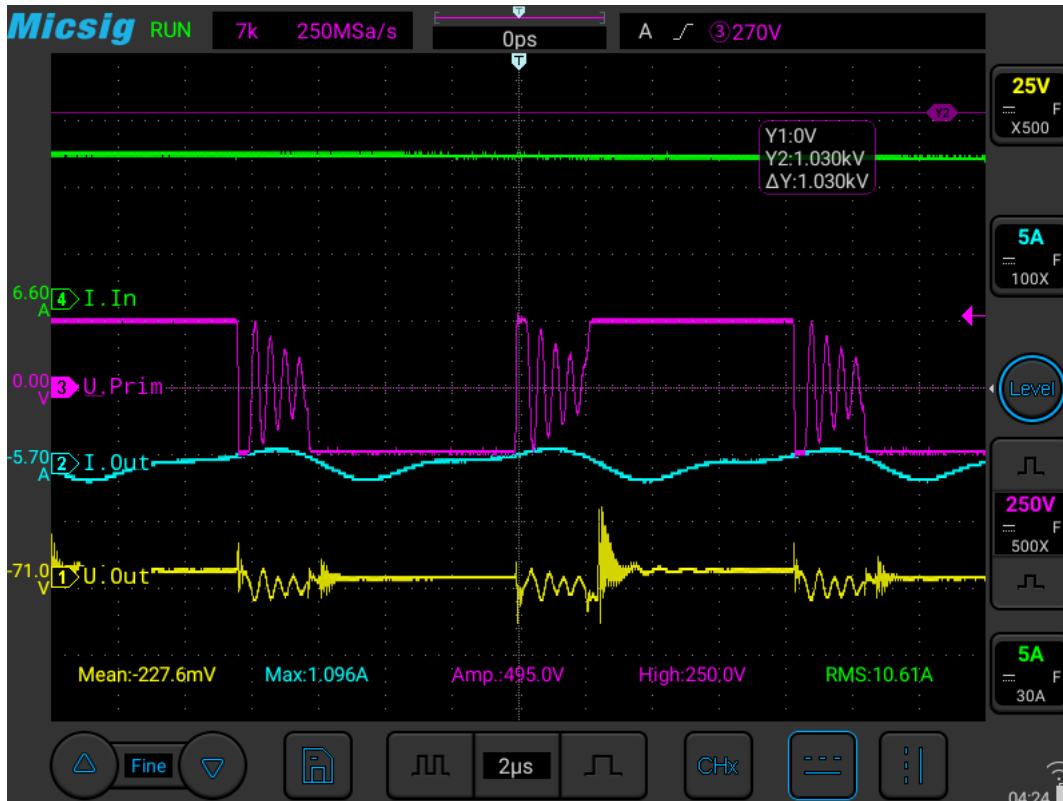 Micsig RUN 7k 250MSa/s 0ps A ③270V
T
T
25V
F
X500
Y2
Y1:0V
Y2:1.030kV
ΔY:1.030kV
5A
F
100X
6.60
A
4 I.In
0.00
V
3 U.Prim
Level
-5.70
A
2 I.Out
250V
F
500X
-71.0
V
1 U.Out
5A
F
30A
Mean:-227.6mV Max:1.096A Amp.:495.0V High:250.0V RMS:10.61A
Fine 2µs CHx
04:24